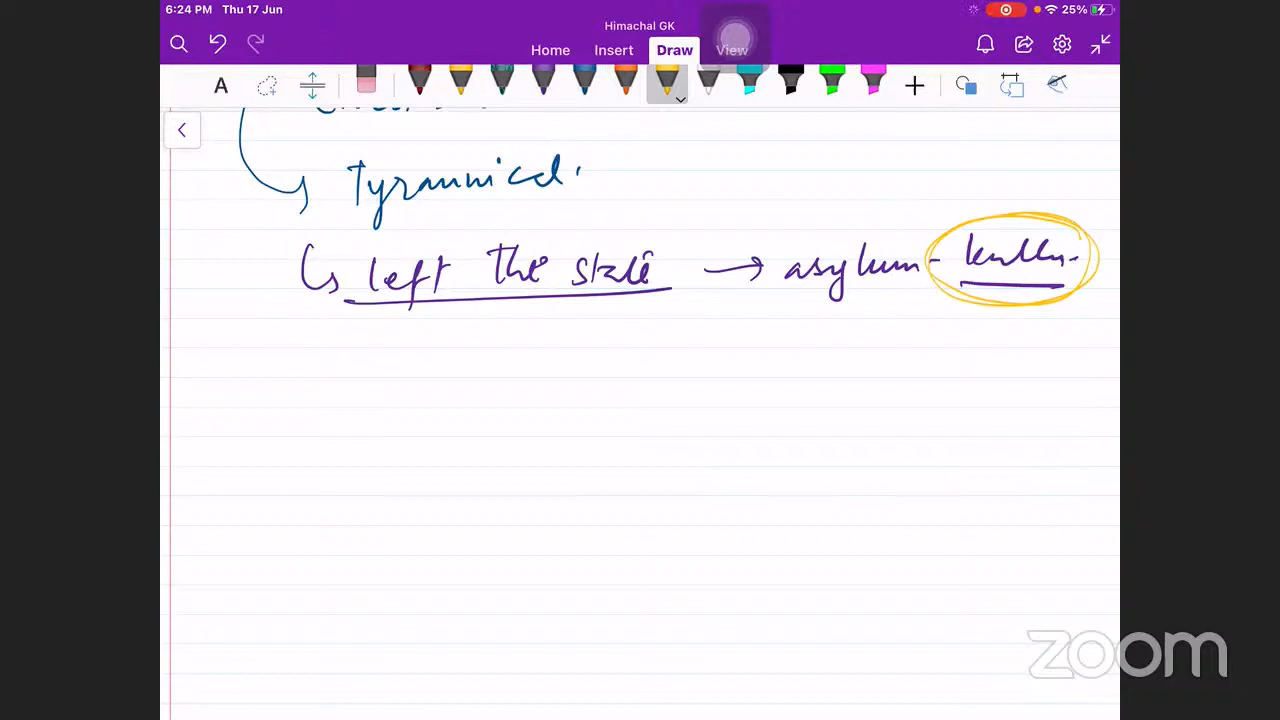 6:24 PM Thu 17 Jun
25%
Himachal GK
Home Insert Draw View
A
Tyrannical.
left the state → asylum - kullu.
zoom